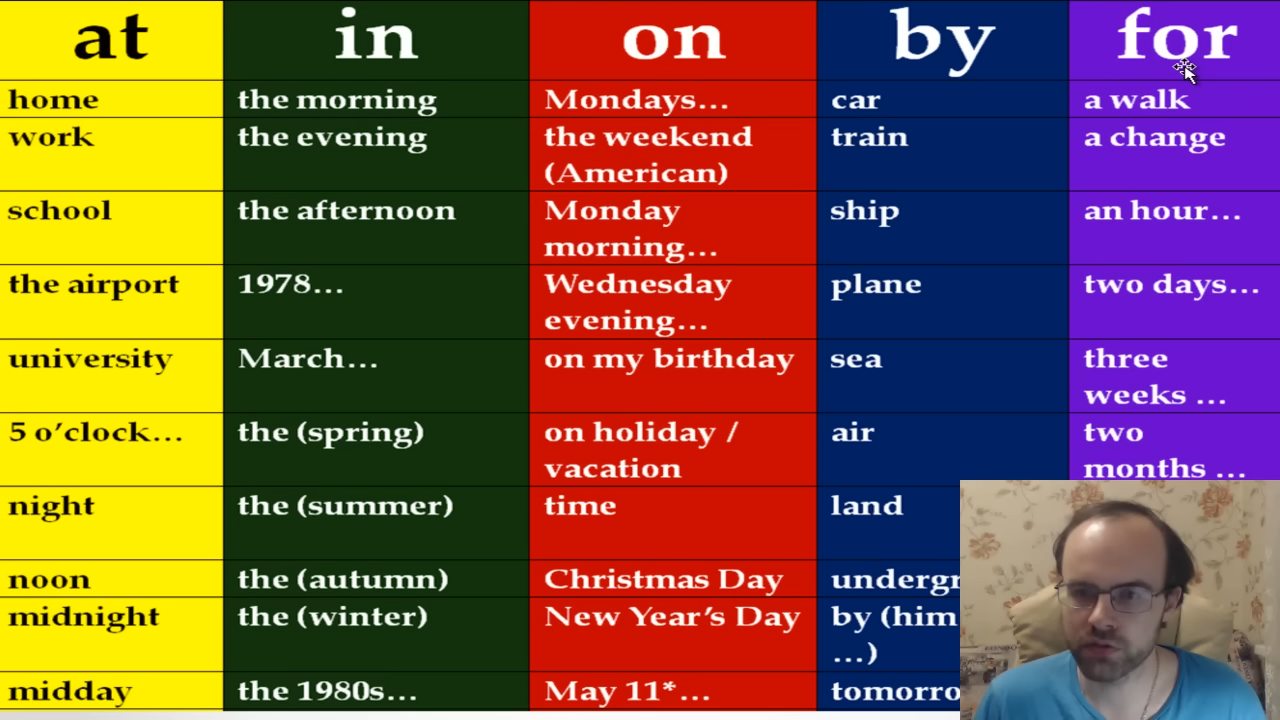 at in on by for
home the morning Mondays... car a walk
work the evening the weekend train a change
(American)
school the afternoon Monday ship an hour...
morning...
the airport 1978... Wednesday plane two days...
evening...
university March... on my birthday sea three
weeks ...
5 o’clock... the (spring) on holiday / air two
vacation months ...
night the (summer) time land
noon the (autumn) Christmas Day
midnight the (winter) New Year’s Day by (him
...)
midday the 1980s... May 11*...